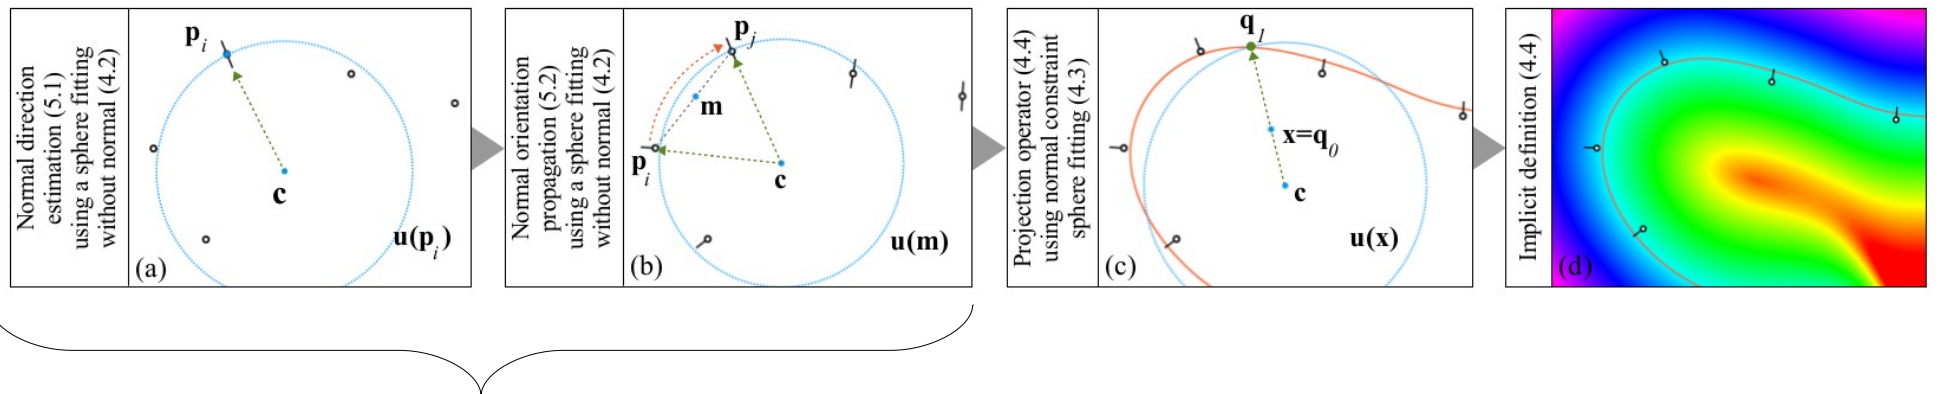 Normal direction
estimation (5.1)
using a sphere fitting
without normal (4.2)
p_i
c
u(p_i)
(a)
Normal orientation
propagation (5.2)
using a sphere fitting
without normal (4.2)
p_j
m
p_i
c
u(m)
(b)
Projection operator (4.4)
using normal constraint
sphere fitting (4.3)
q_1
x=q_0
c
u(x)
(c)
Implicit definition (4.4)
(d)